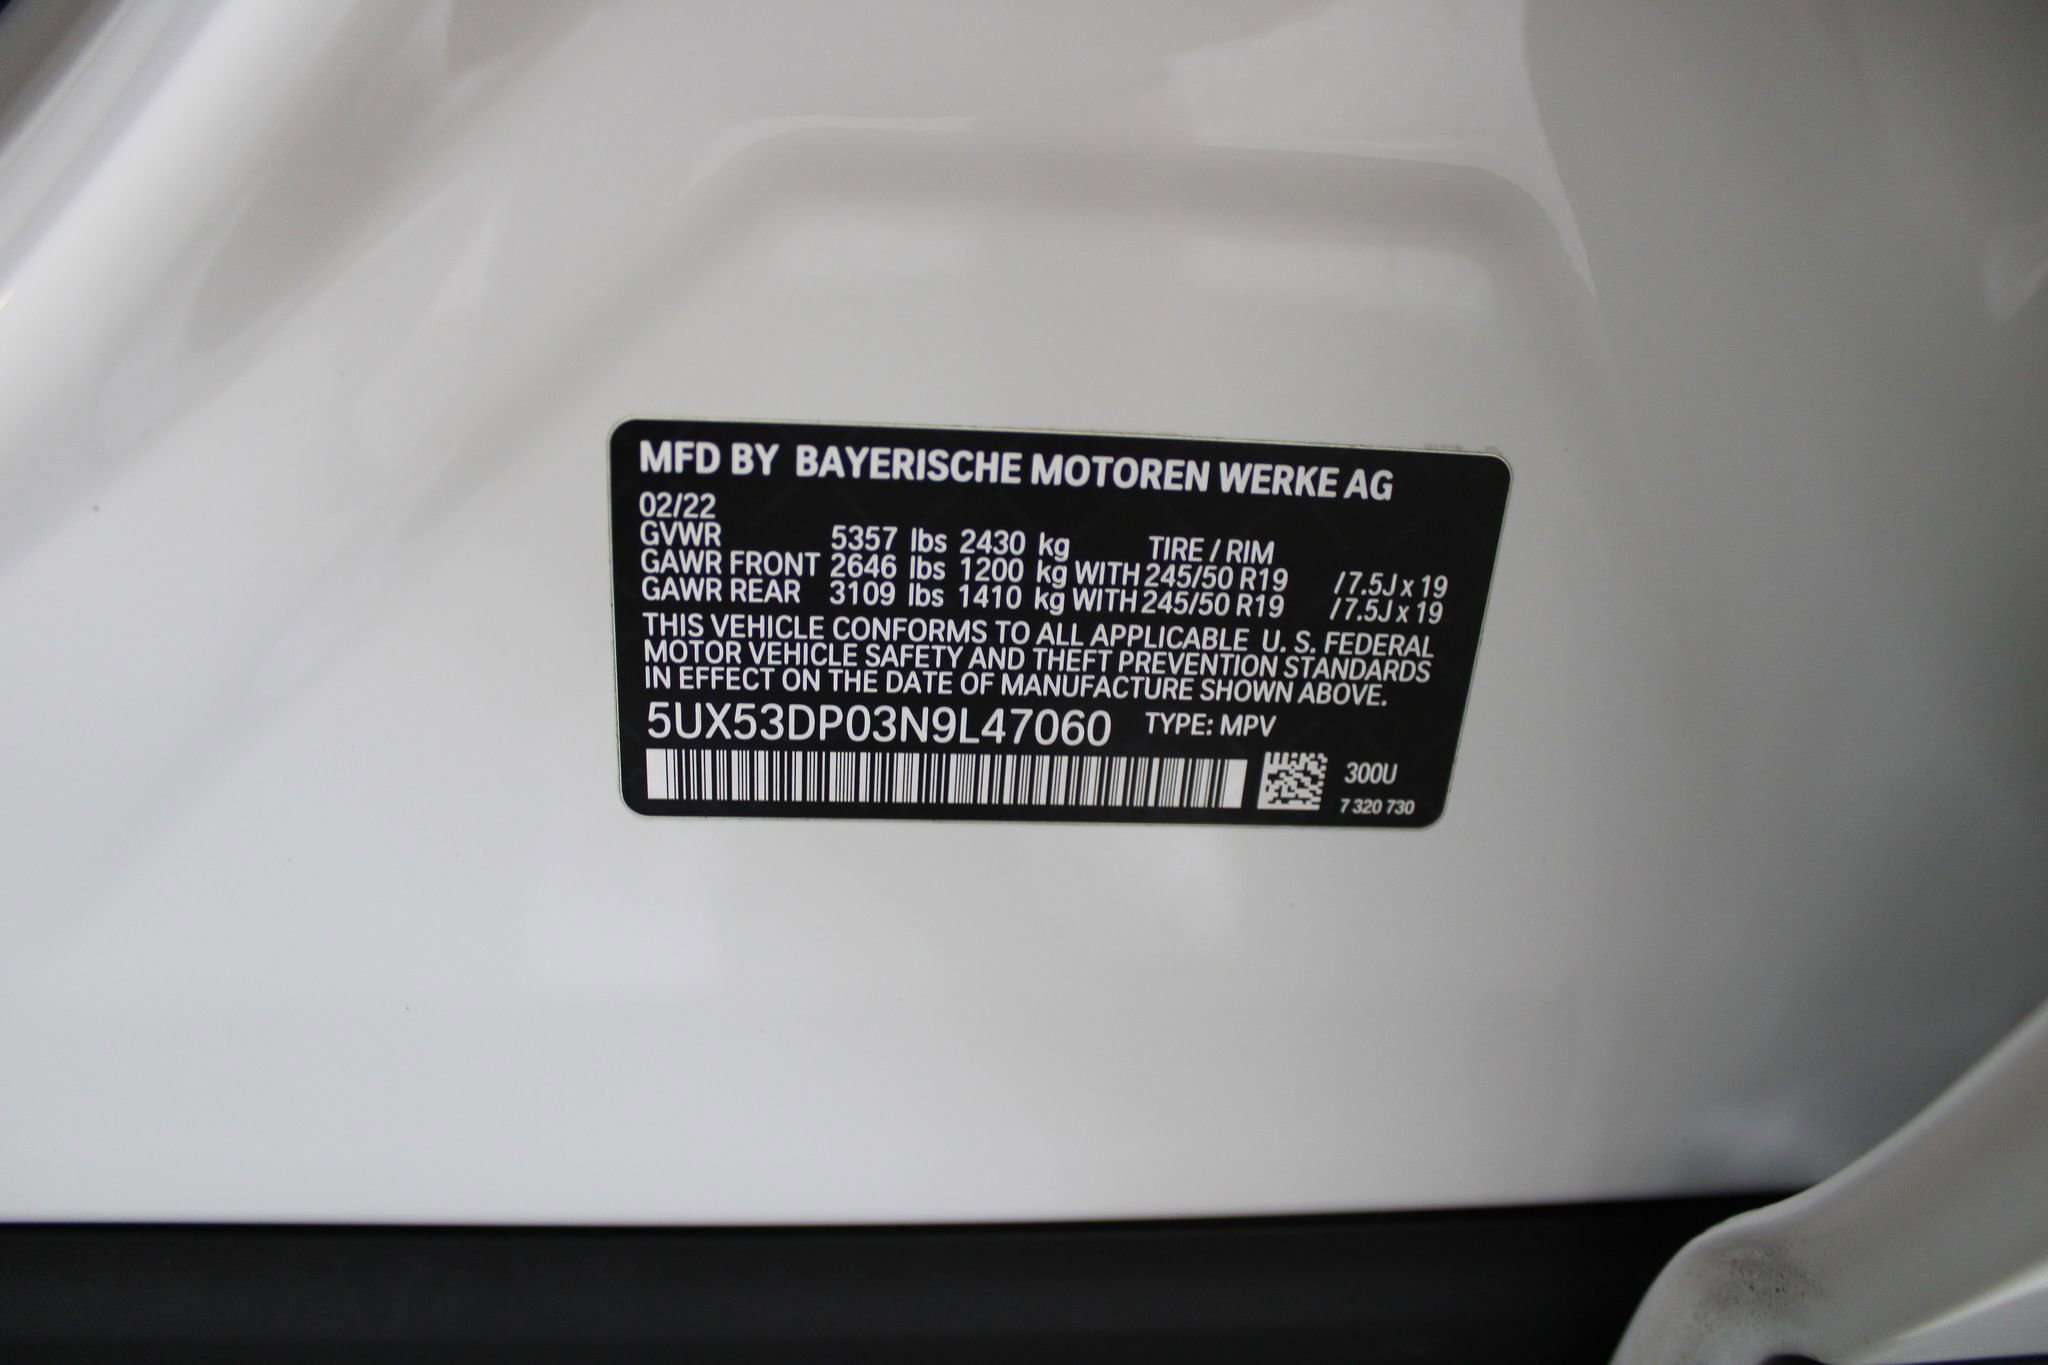 MFD BY BAYERISCHE MOTOREN WERKE AG
02/22
GVWR 5357 lbs 2430 kg TIRE / RIM
GAWR FRONT 2646 lbs 1200 kg WITH 245/50 R19 / 7.5J x 19
GAWR REAR 3109 lbs 1410 kg WITH 245/50 R19 / 7.5J x 19
THIS VEHICLE CONFORMS TO ALL APPLICABLE U. S. FEDERAL
MOTOR VEHICLE SAFETY AND THEFT PREVENTION STANDARDS
IN EFFECT ON THE DATE OF MANUFACTURE SHOWN ABOVE.
5UX53DP03N9L47060 TYPE: MPV
300U
7 320 730